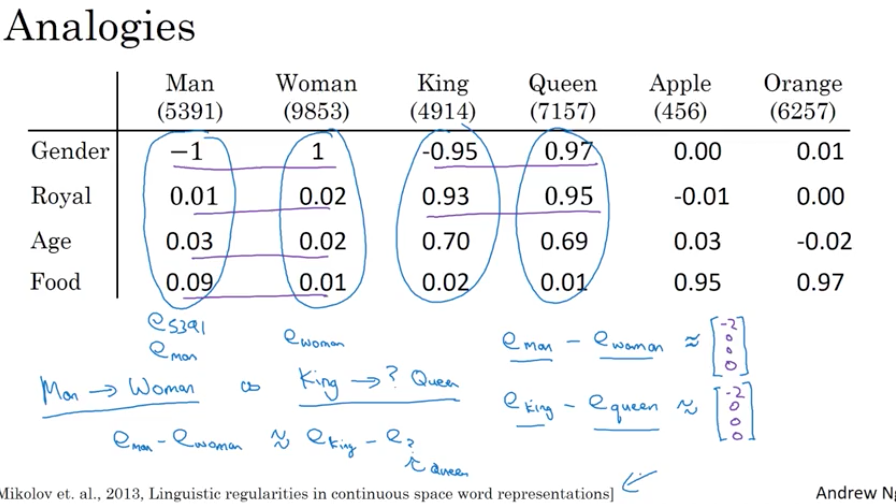 Analogies
Man Woman King Queen Apple Orange
(5391) (9853) (4914) (7157) (456) (6257)
Gender −1 1 -0.95 0.97 0.00 0.01
Royal 0.01 0.02 0.93 0.95 -0.01 0.00
Age 0.03 0.02 0.70 0.69 0.03 -0.02
Food 0.09 0.01 0.02 0.01 0.95 0.97
e5391
eman
ewoman
eman − ewoman ≈ [-2 0 0 0]
Man → Woman as King → ? Queen
eking − equeen ≈ [-2 0 0 0]
eman − ewoman ≈ eking − e?
↑ Queen
Mikolov et. al., 2013, Linguistic regularities in continuous space word representations]
Andrew N